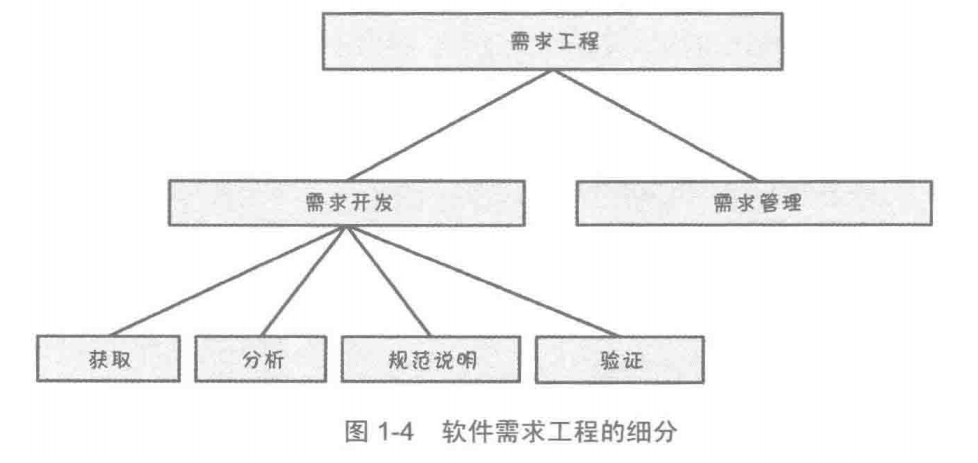 需求工程
需求开发
需求管理
获取
分析
规范说明
验证
图 1-4 软件需求工程的细分